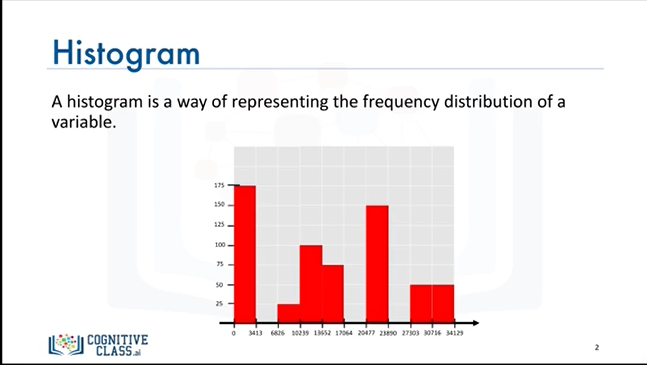 Histogram
A histogram is a way of representing the frequency distribution of a
variable.
175
150
125
100
75
50
25
0 3413 6826 10239 13652 17064 20477 23890 27303 30716 34129
COGNITIVE
CLASS.ai
2